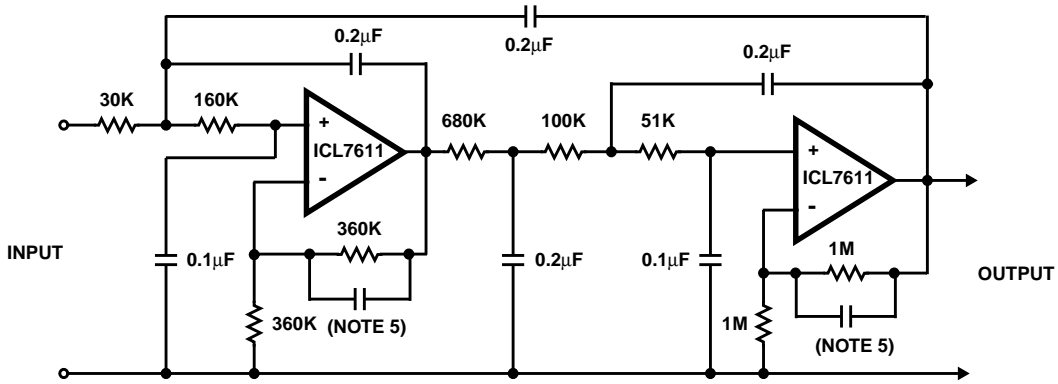 0.2μF
0.2μF
0.2μF
30K
160K
680K
100K
51K
+
ICL7611
-
+
ICL7611
-
INPUT
0.1μF
360K
0.2μF
0.1μF
1M
OUTPUT
360K
(NOTE 5)
1M
(NOTE 5)